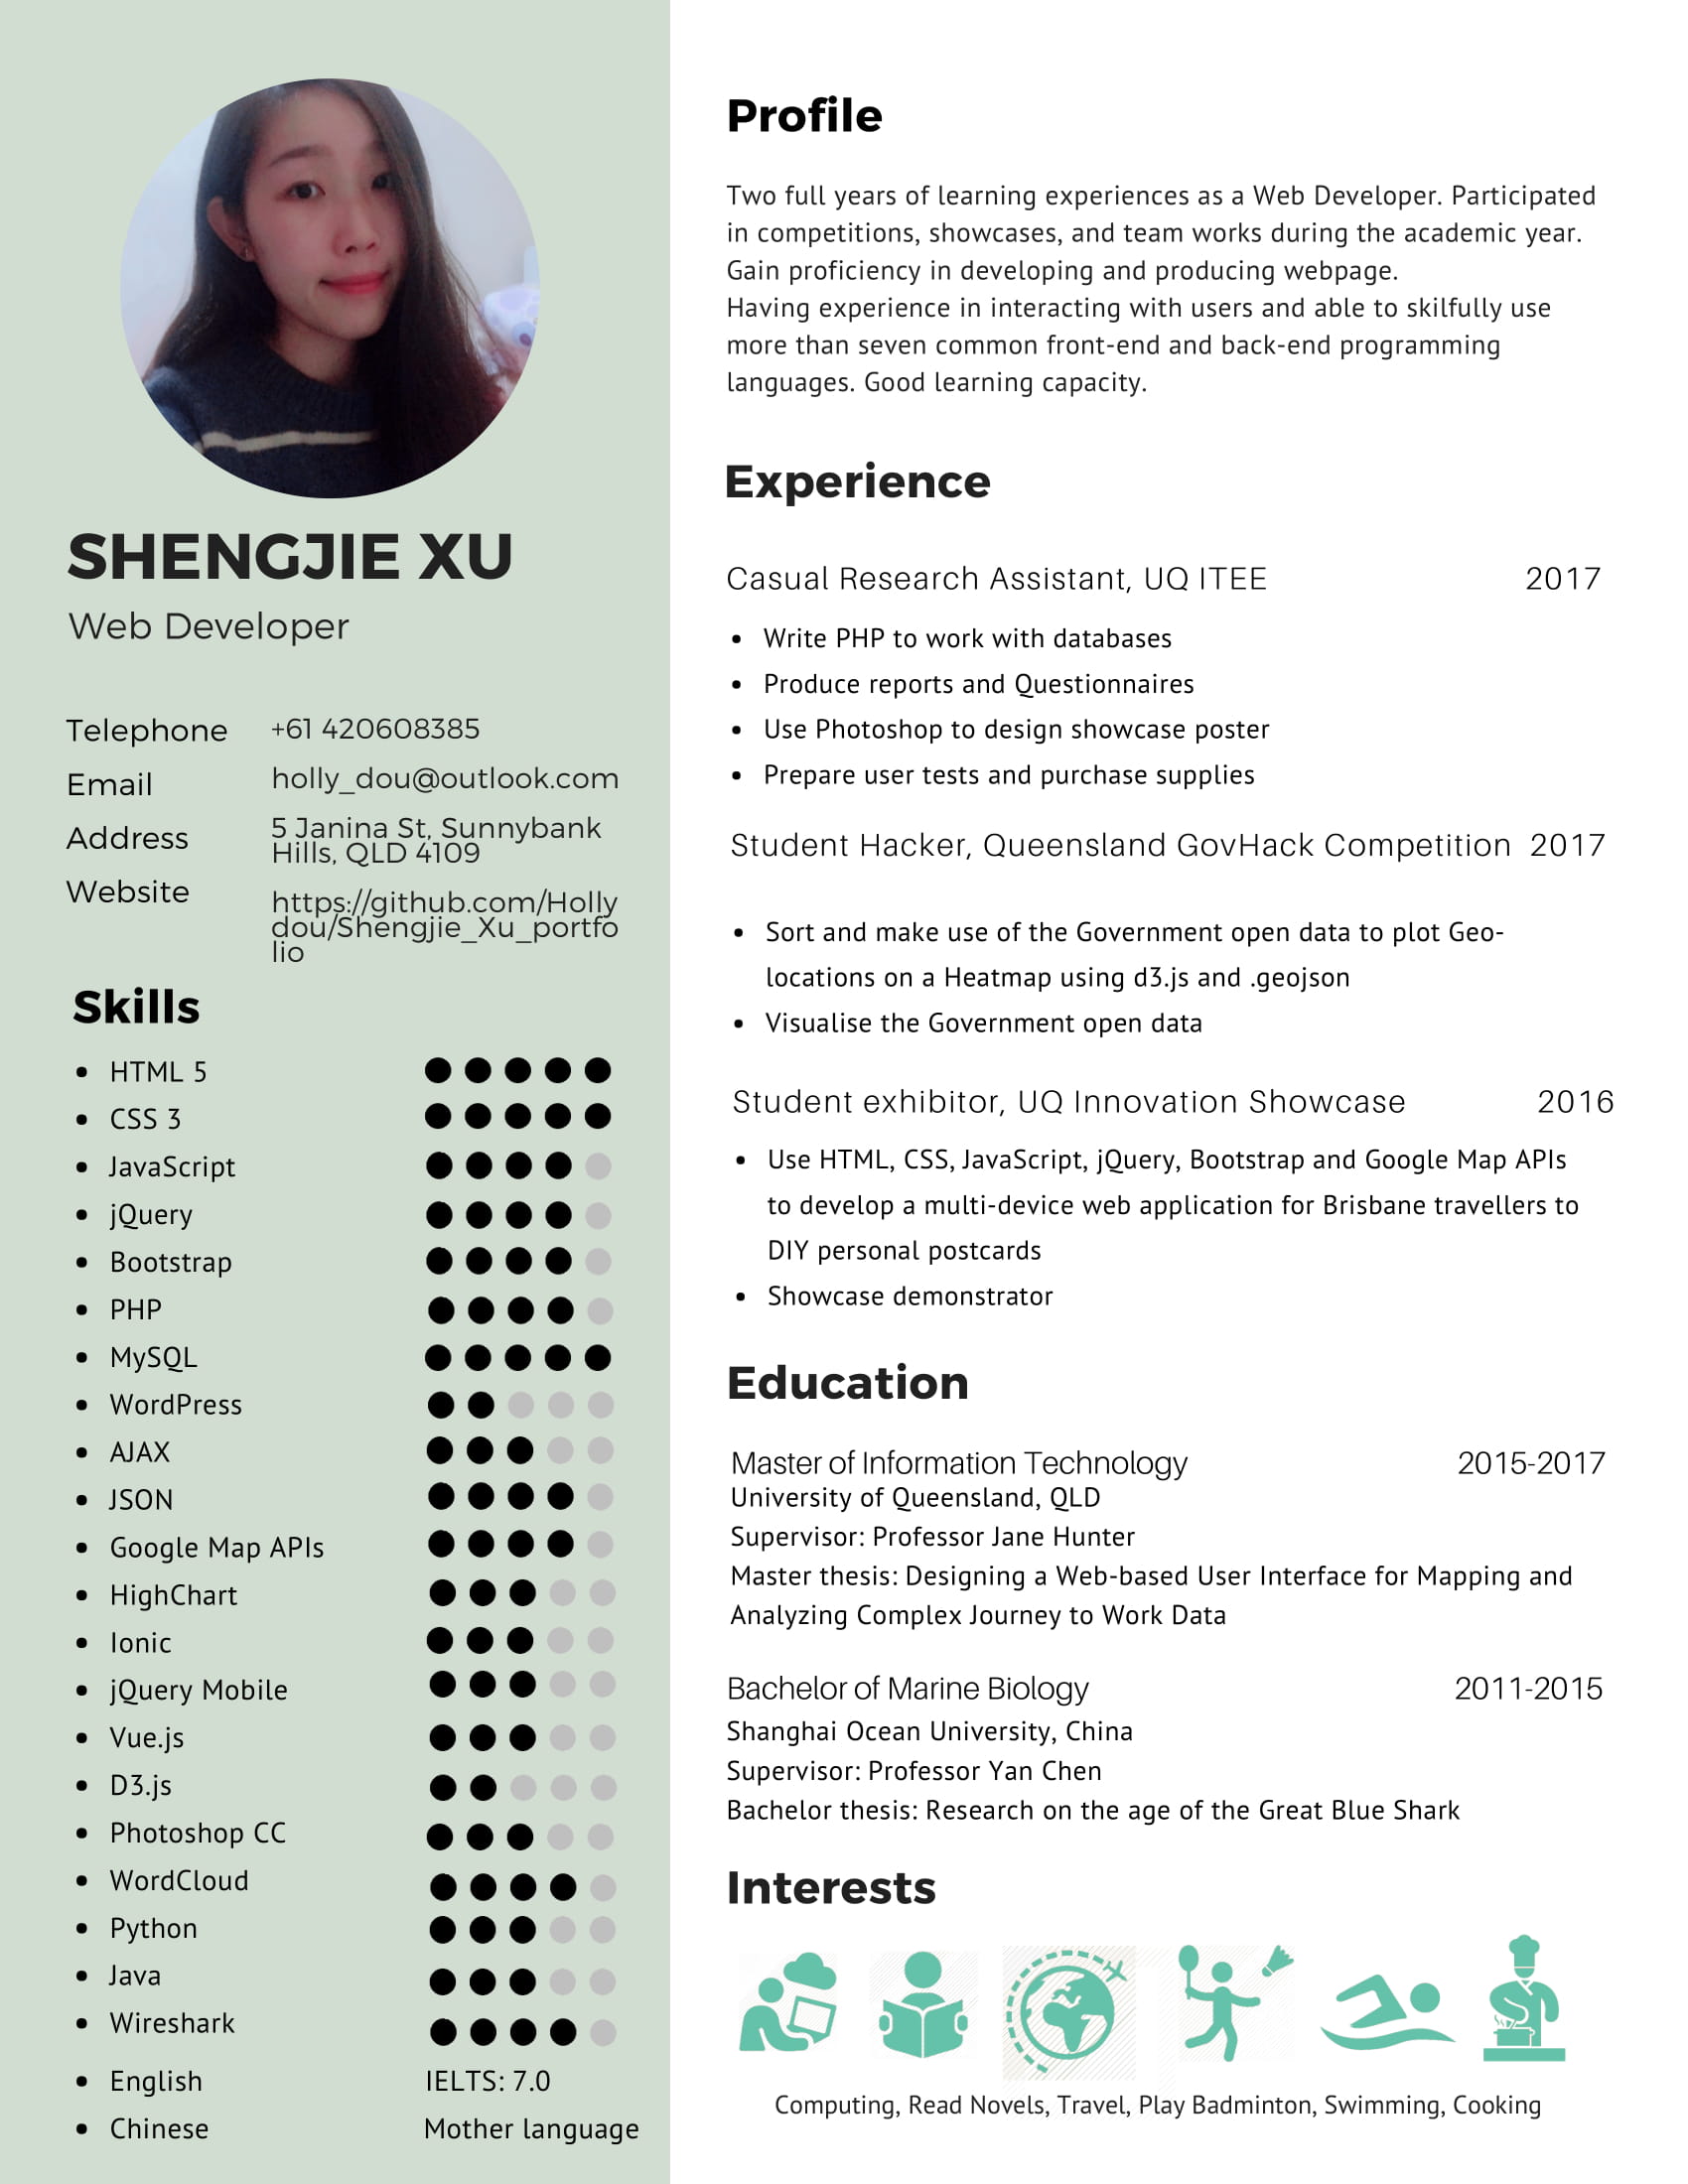 SHENGJIE XU
Web Developer
Telephone +61 420608385
Email holly_dou@outlook.com
Address 5 Janina St, Sunnybank
Hills, QLD 4109
Website https://github.com/Holly
dou/Shengjie_Xu_portfo
lio
Skills
• HTML 5
• CSS 3
• JavaScript
• jQuery
• Bootstrap
• PHP
• MySQL
• WordPress
• AJAX
• JSON
• Google Map APIs
• HighChart
• Ionic
• jQuery Mobile
• Vue.js
• D3.js
• Photoshop CC
• WordCloud
• Python
• Java
• Wireshark
• English IELTS: 7.0
• Chinese Mother language
Profile
Two full years of learning experiences as a Web Developer. Participated
in competitions, showcases, and team works during the academic year.
Gain proficiency in developing and producing webpage.
Having experience in interacting with users and able to skilfully use
more than seven common front-end and back-end programming
languages. Good learning capacity.
Experience
Casual Research Assistant, UQ ITEE 2017
• Write PHP to work with databases
• Produce reports and Questionnaires
• Use Photoshop to design showcase poster
• Prepare user tests and purchase supplies
Student Hacker, Queensland GovHack Competition 2017
• Sort and make use of the Government open data to plot Geo-
locations on a Heatmap using d3.js and .geojson
• Visualise the Government open data
Student exhibitor, UQ Innovation Showcase 2016
• Use HTML, CSS, JavaScript, jQuery, Bootstrap and Google Map APIs
to develop a multi-device web application for Brisbane travellers to
DIY personal postcards
• Showcase demonstrator
Education
Master of Information Technology 2015-2017
University of Queensland, QLD
Supervisor: Professor Jane Hunter
Master thesis: Designing a Web-based User Interface for Mapping and
Analyzing Complex Journey to Work Data
Bachelor of Marine Biology 2011-2015
Shanghai Ocean University, China
Supervisor: Professor Yan Chen
Bachelor thesis: Research on the age of the Great Blue Shark
Interests
Computing, Read Novels, Travel, Play Badminton, Swimming, Cooking